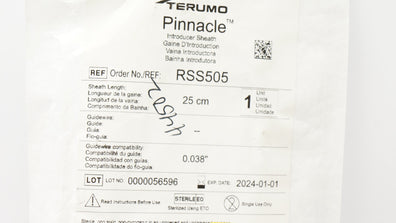 TERUMO
Pinnacle™
Introducer Sheath
Gaine D'Introduction
Vaina Introductora
Bainha Introdutora
REF Order No./REF: RSS505
Sheath Length:
Longueur de la gaine:
Longitud de la vaina:
Comprimento da Bainha:
25 cm
1
Unit
Unité
Unidad
Unidade
Guidewire:
Guide:
Guia:
Fio-guia:
--
Guidewire compatibility:
Compatibilité du guide:
Compatibilidad con guías:
Compatibilidade do fio-guia:
0.038"
LOT LOT NO. 0000056596 EXP. DATE 2024-01-01
Read Instructions Before Use
STERILE EO
Sterilized Using ETO
Single Use Only